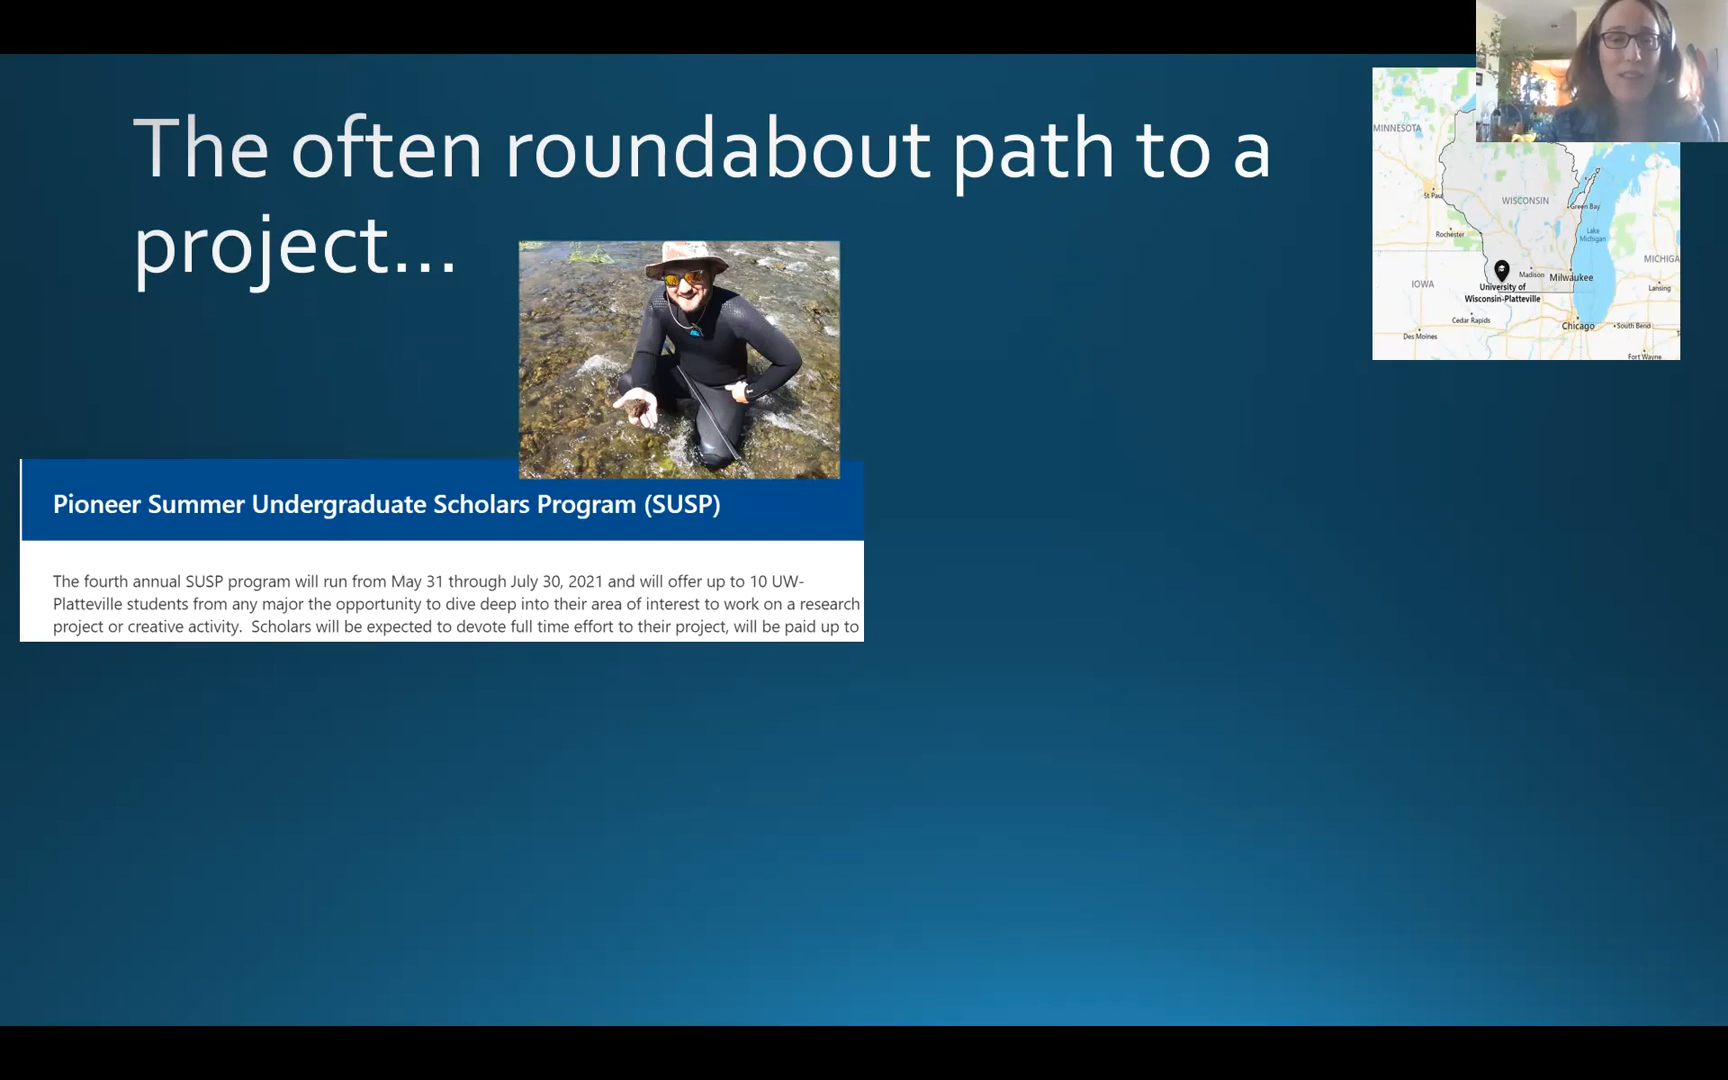 The often roundabout path to a
project...
MINNESOTA
St Paul
WISCONSIN
Green Bay
Rochester
Lake
Michigan
MICHIGA
IOWA
Madison
Milwaukee
University of
Wisconsin-Platteville
Lansing
Cedar Rapids
Chicago
South Bend
Des Moines
Fort Wayne
Pioneer Summer Undergraduate Scholars Program (SUSP)
The fourth annual SUSP program will run from May 31 through July 30, 2021 and will offer up to 10 UW-
Platteville students from any major the opportunity to dive deep into their area of interest to work on a research
project or creative activity.  Scholars will be expected to devote full time effort to their project, will be paid up to